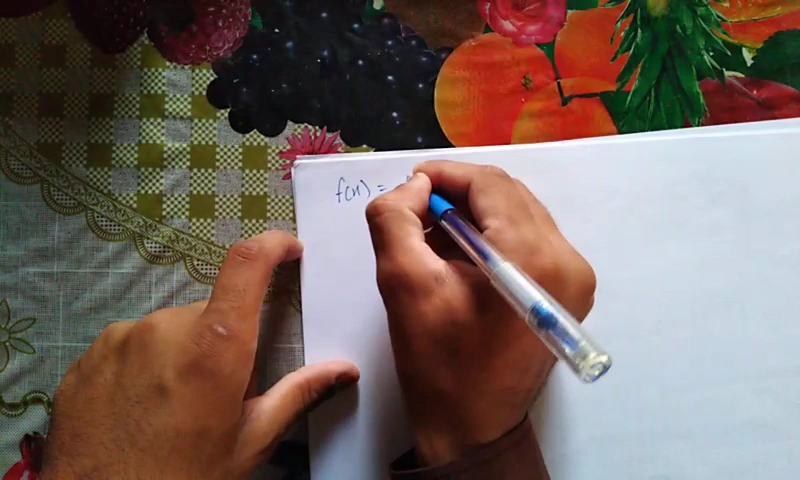 f(x) =